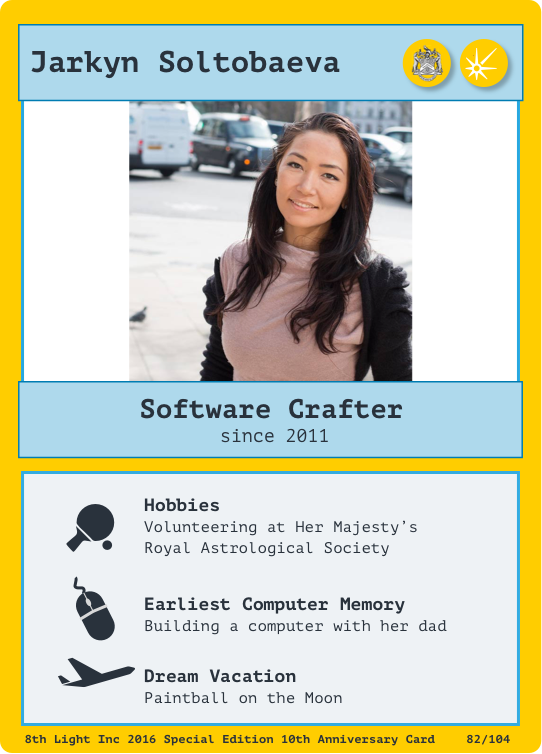 Jarkyn Soltobaeva
Software Crafter
since 2011
Hobbies
Volunteering at Her Majesty’s
Royal Astrological Society
Earliest Computer Memory
Building a computer with her dad
Dream Vacation
Paintball on the Moon
8th Light Inc 2016 Special Edition 10th Anniversary Card 82/104